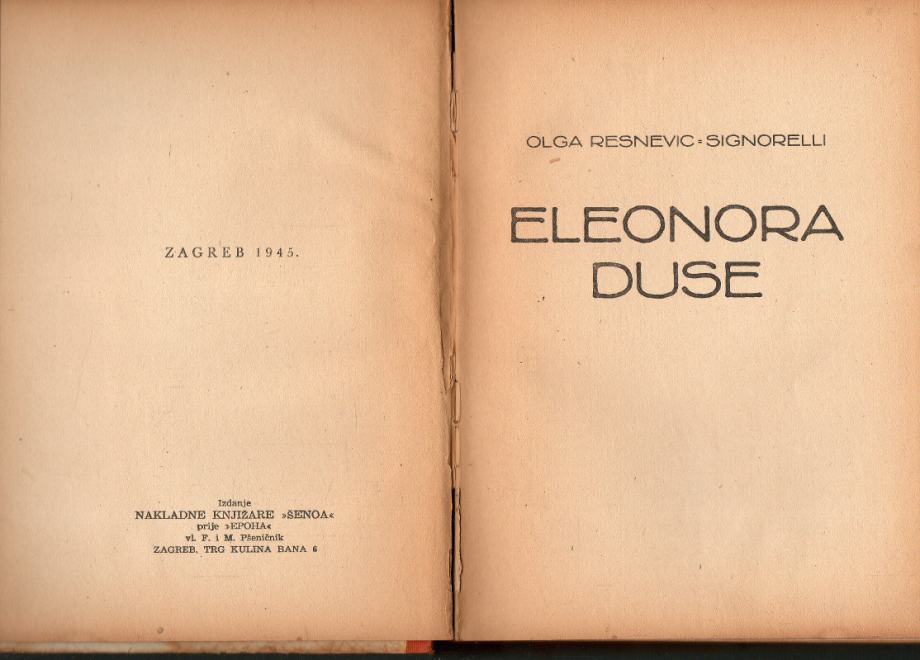 ZAGREB 1945.
Izdanje
NAKLADNE KNJIŽARE »ŠENOA«
prije »EPOHA«
vl. F. i M. Pšeničnik
ZAGREB, TRG KULINA BANA 6
OLGA RESNEVIC-SIGNORELLI
ELEONORA
DUSE